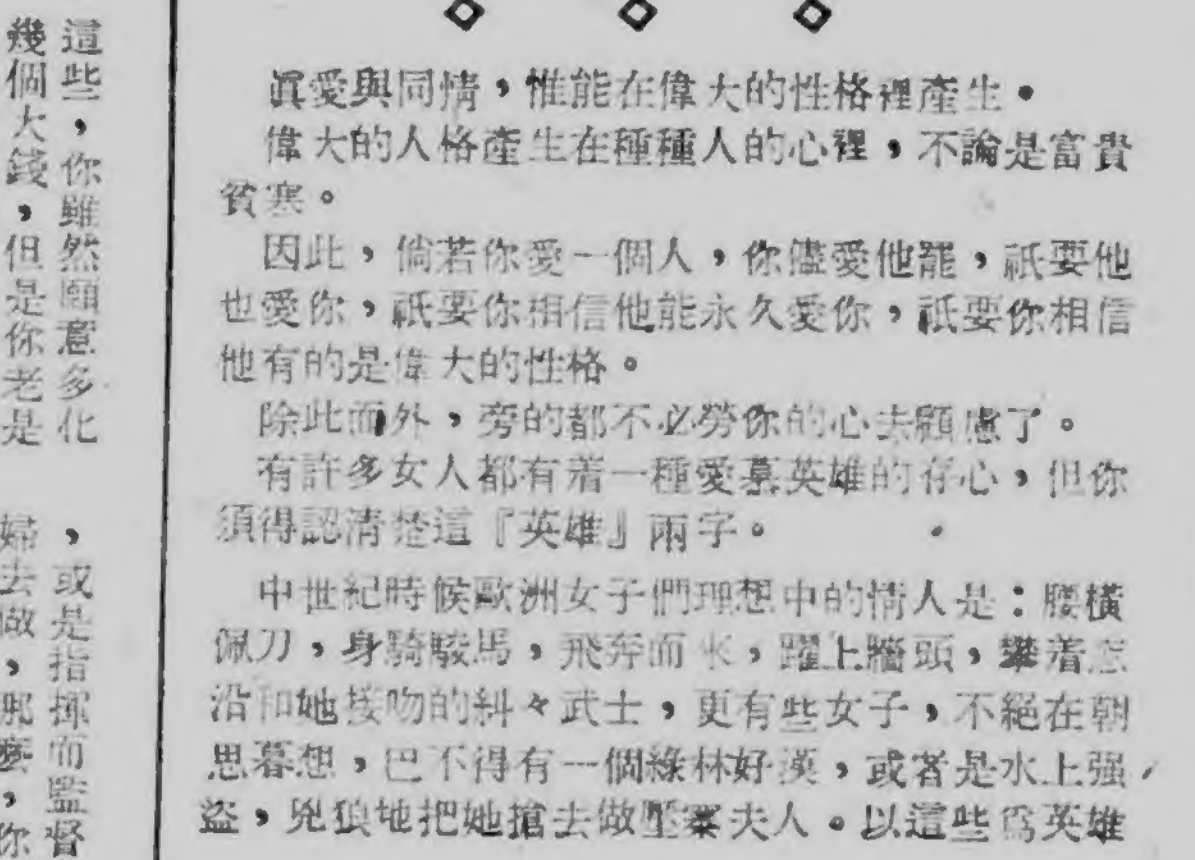 真愛與同情，惟能在偉大的性格裡產生。
偉大的人格產生在種種人的心裡，不論是富貴
貧寒。
因此，倘若你愛一個人，你儘愛他罷，祇要他
也愛你，祇要你相信他能永久愛你，祇要你相信
他有的是偉大的性格。
除此而外，旁的都不必勞你的心去顧慮了。
有許多女人都有着一種愛慕英雄的存心，但你
須得認清楚這『英雄』兩字。
中世紀時候歐洲女子們理想中的情人是：腰橫
佩刀，身騎駿馬，飛奔而來，躍上牆頭，攀着窓
沿和她接吻的糾々武士，更有些女子，不絕在朝
思暮想，巴不得有一個綠林好漢，或者是水上强
盜，兇狼地把她搶去做壓寨夫人。以這些爲英雄
這些，你雖然願意多化
幾個大錢，但是你老是
，或是指揮而監督
婦去做，那麼，你